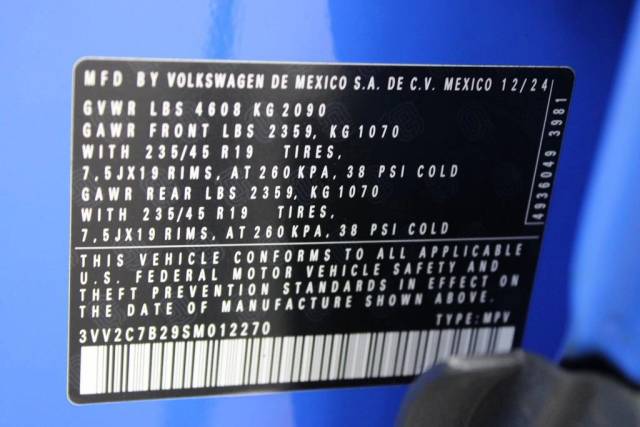 MFD BY VOLKSWAGEN DE MEXICO S.A. DE C.V. MEXICO 12/24
GVWR LBS 4608 KG 2090
GAWR FRONT LBS 2359, KG 1070
WITH 235/45 R19 TIRES,
7,5JX19 RIMS, AT 260 KPA, 38 PSI COLD
GAWR REAR LBS 2359, KG 1070
WITH 235/45 R19 TIRES,
7,5JX19 RIMS, AT 260 KPA, 38 PSI COLD
4936049 3981
THIS VEHICLE CONFORMS TO ALL APPLICABLE
U.S. FEDERAL MOTOR VEHICLE SAFETY AND
THEFT PREVENTION STANDARDS IN EFFECT ON
THE DATE OF MANUFACTURE SHOWN ABOVE.
3VV2C7B29SM012270 TYPE: MPV